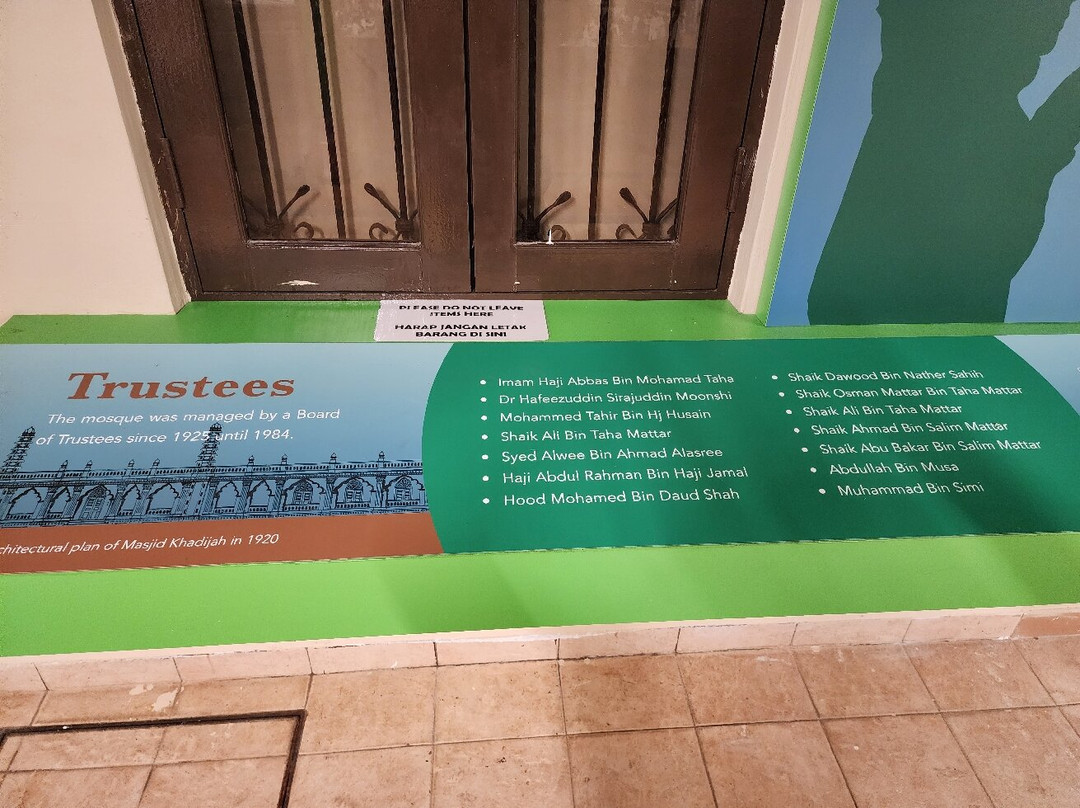 PLEASE DO NOT LEAVE
ITEMS HERE
HARAP JANGAN LETAK
BARANG DI SINI
Trustees
The mosque was managed by a Board
of Trustees since 1925 until 1984.
chitectural plan of Masjid Khadijah in 1920
• Imam Haji Abbas Bin Mohamad Taha
• Dr Hafeezuddin Sirajuddin Moonshi
• Mohammed Tahir Bin Hj Husain
• Shaik Ali Bin Taha Mattar
• Syed Alwee Bin Ahmad Alasree
• Haji Abdul Rahman Bin Haji Jamal
• Hood Mohamed Bin Daud Shah
• Shaik Dawood Bin Nather Sahih
• Shaik Osman Mattar Bin Taha Mattar
• Shaik Ali Bin Taha Mattar
• Shaik Ahmad Bin Salim Mattar
• Shaik Abu Bakar Bin Salim Mattar
• Abdullah Bin Musa
• Muhammad Bin Simi